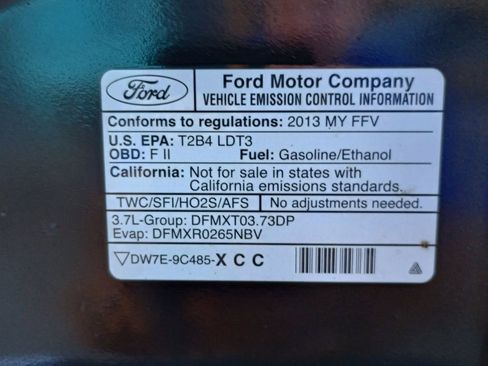 Ford
Ford Motor Company
VEHICLE EMISSION CONTROL INFORMATION
Conforms to regulations: 2013 MY FFV
U.S. EPA: T2B4 LDT3
OBD: F II Fuel: Gasoline/Ethanol
California: Not for sale in states with
California emissions standards.
TWC/SFI/HO2S/AFS No adjustments needed.
3.7L-Group: DFMXT03.73DP
Evap: DFMXR0265NBV
DW7E-9C485-X C C